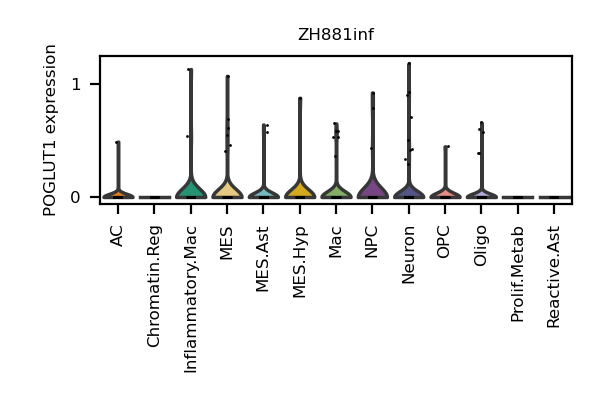 ZH881inf
POGLUT1 expression
1
0
AC
Chromatin.Reg
Inflammatory.Mac
MES
MES.Ast
MES.Hyp
Mac
NPC
Neuron
OPC
Oligo
Prolif.Metab
Reactive.Ast